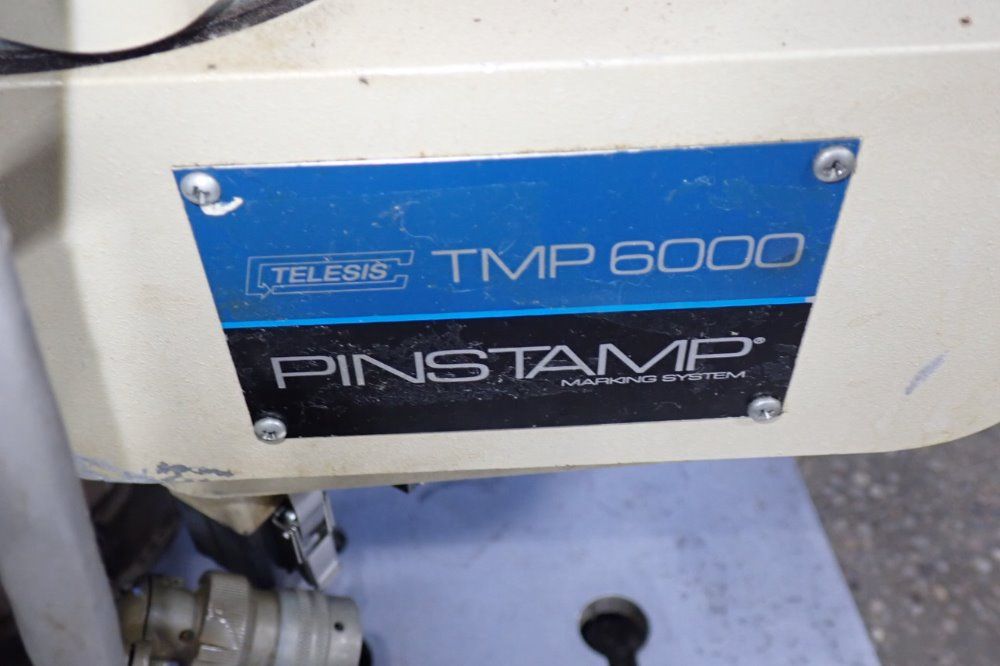 TELESIS TMP 6000
PINSTAMP®
MARKING SYSTEM